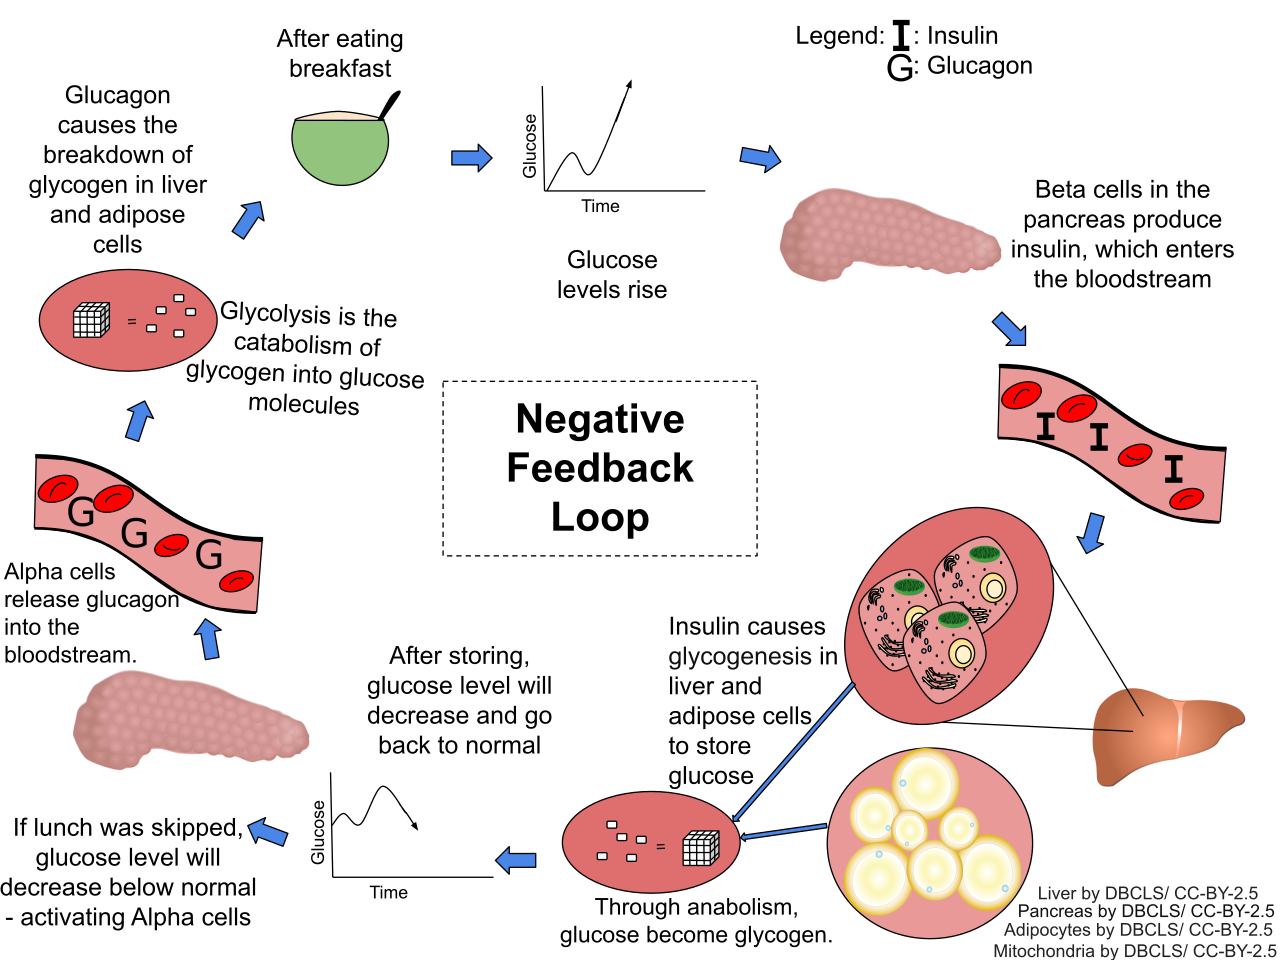 After eating
breakfast
Legend: I : Insulin
G: Glucagon
Glucagon
causes the
breakdown of
glycogen in liver
and adipose
cells
Glucose
Time
Glucose
levels rise
Beta cells in the
pancreas produce
insulin, which enters
the bloodstream
=
Glycolysis is the
catabolism of
glycogen into glucose
molecules
Negative
Feedback
Loop
I I I
G G G
Alpha cells
release glucagon
into the
bloodstream.
Insulin causes
glycogenesis in
liver and
adipose cells
to store
glucose
After storing,
glucose level will
decrease and go
back to normal
Glucose
Time
If lunch was skipped,
glucose level will
decrease below normal
- activating Alpha cells
=
Through anabolism,
glucose become glycogen.
Liver by DBCLS/ CC-BY-2.5
Pancreas by DBCLS/ CC-BY-2.5
Adipocytes by DBCLS/ CC-BY-2.5
Mitochondria by DBCLS/ CC-BY-2.5